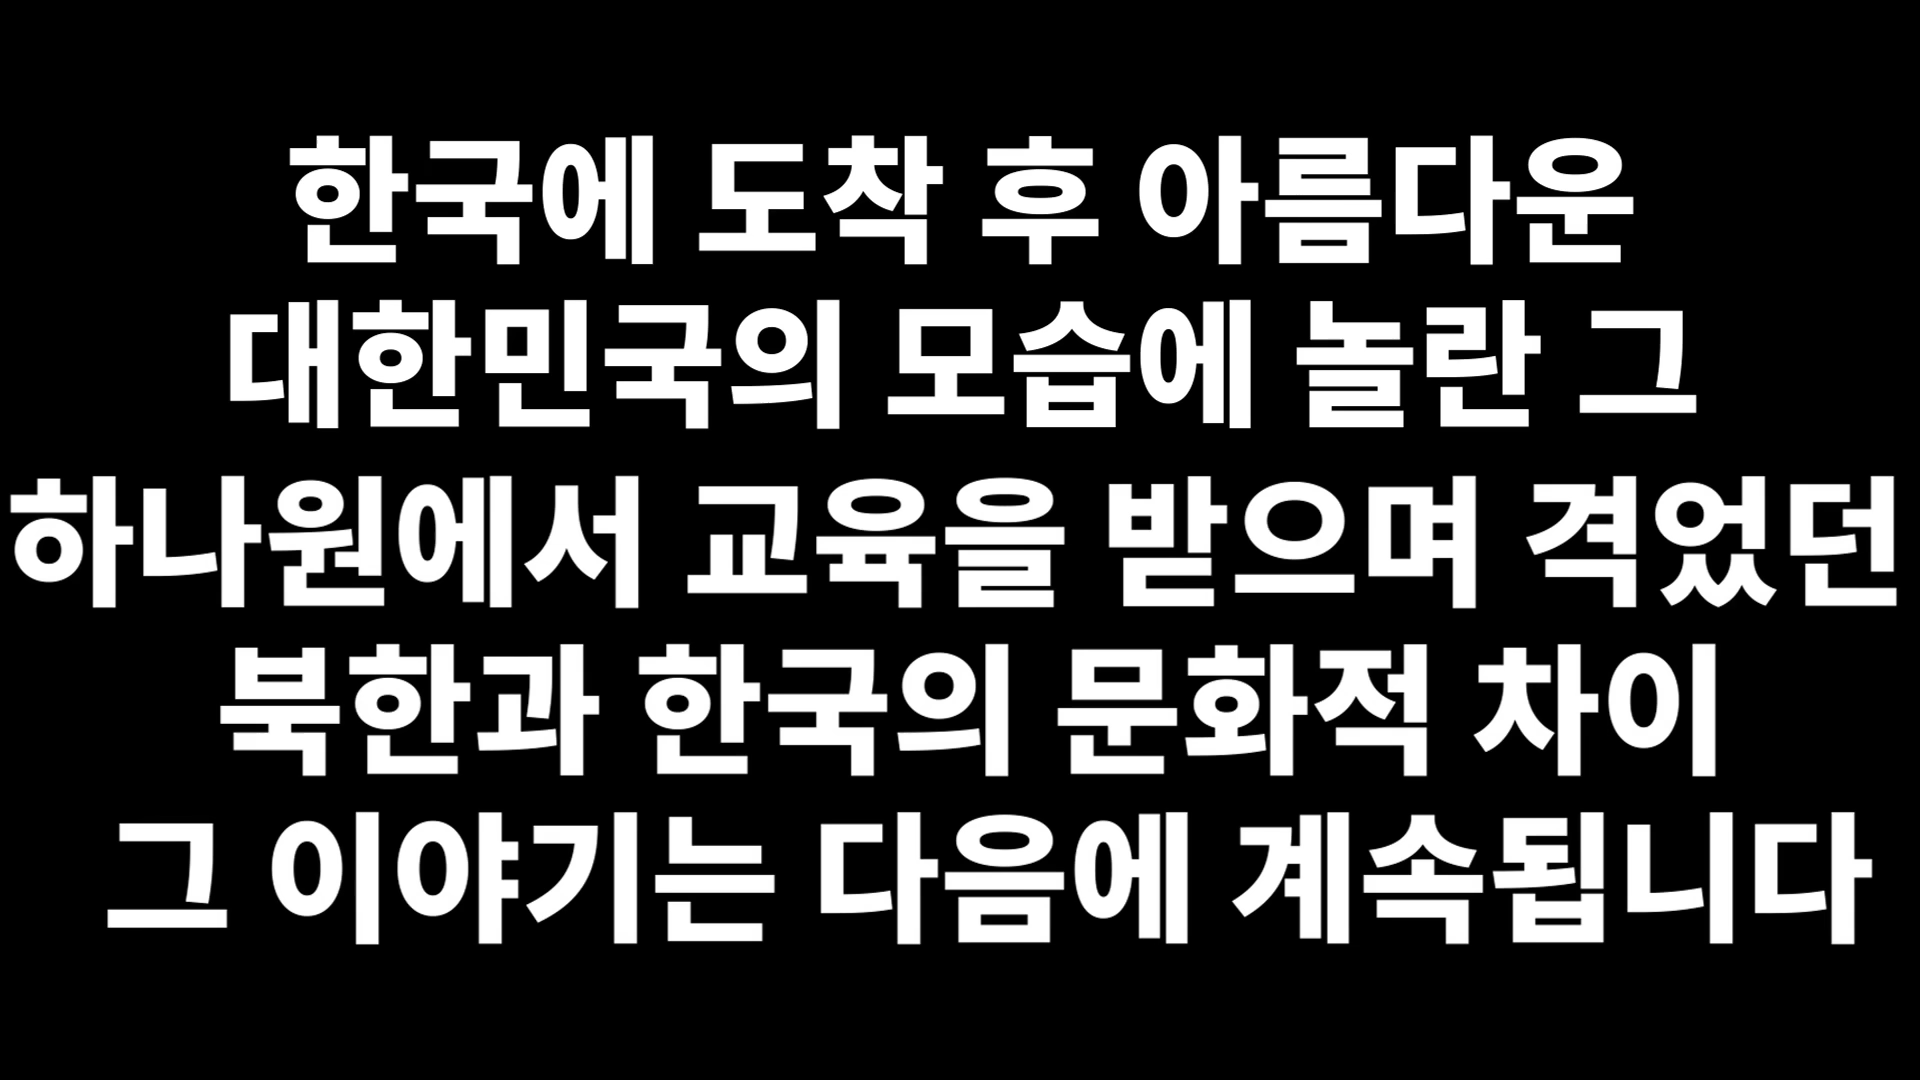 한국에 도착 후 아름다운
대한민국의 모습에 놀란 그
하나원에서 교육을 받으며 격었던
북한과 한국의 문화적 차이
그 이야기는 다음에 계속됩니다